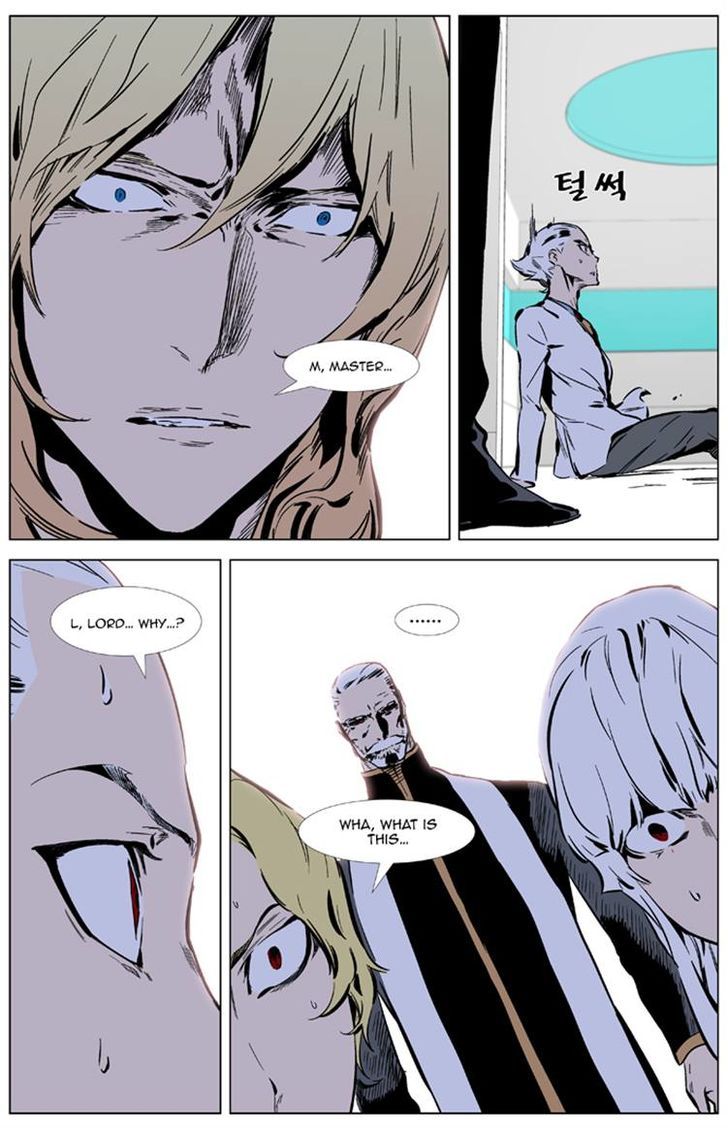 M, MASTER...
털썩
L, LORD... WHY...?
......
WHA, WHAT IS
THIS...